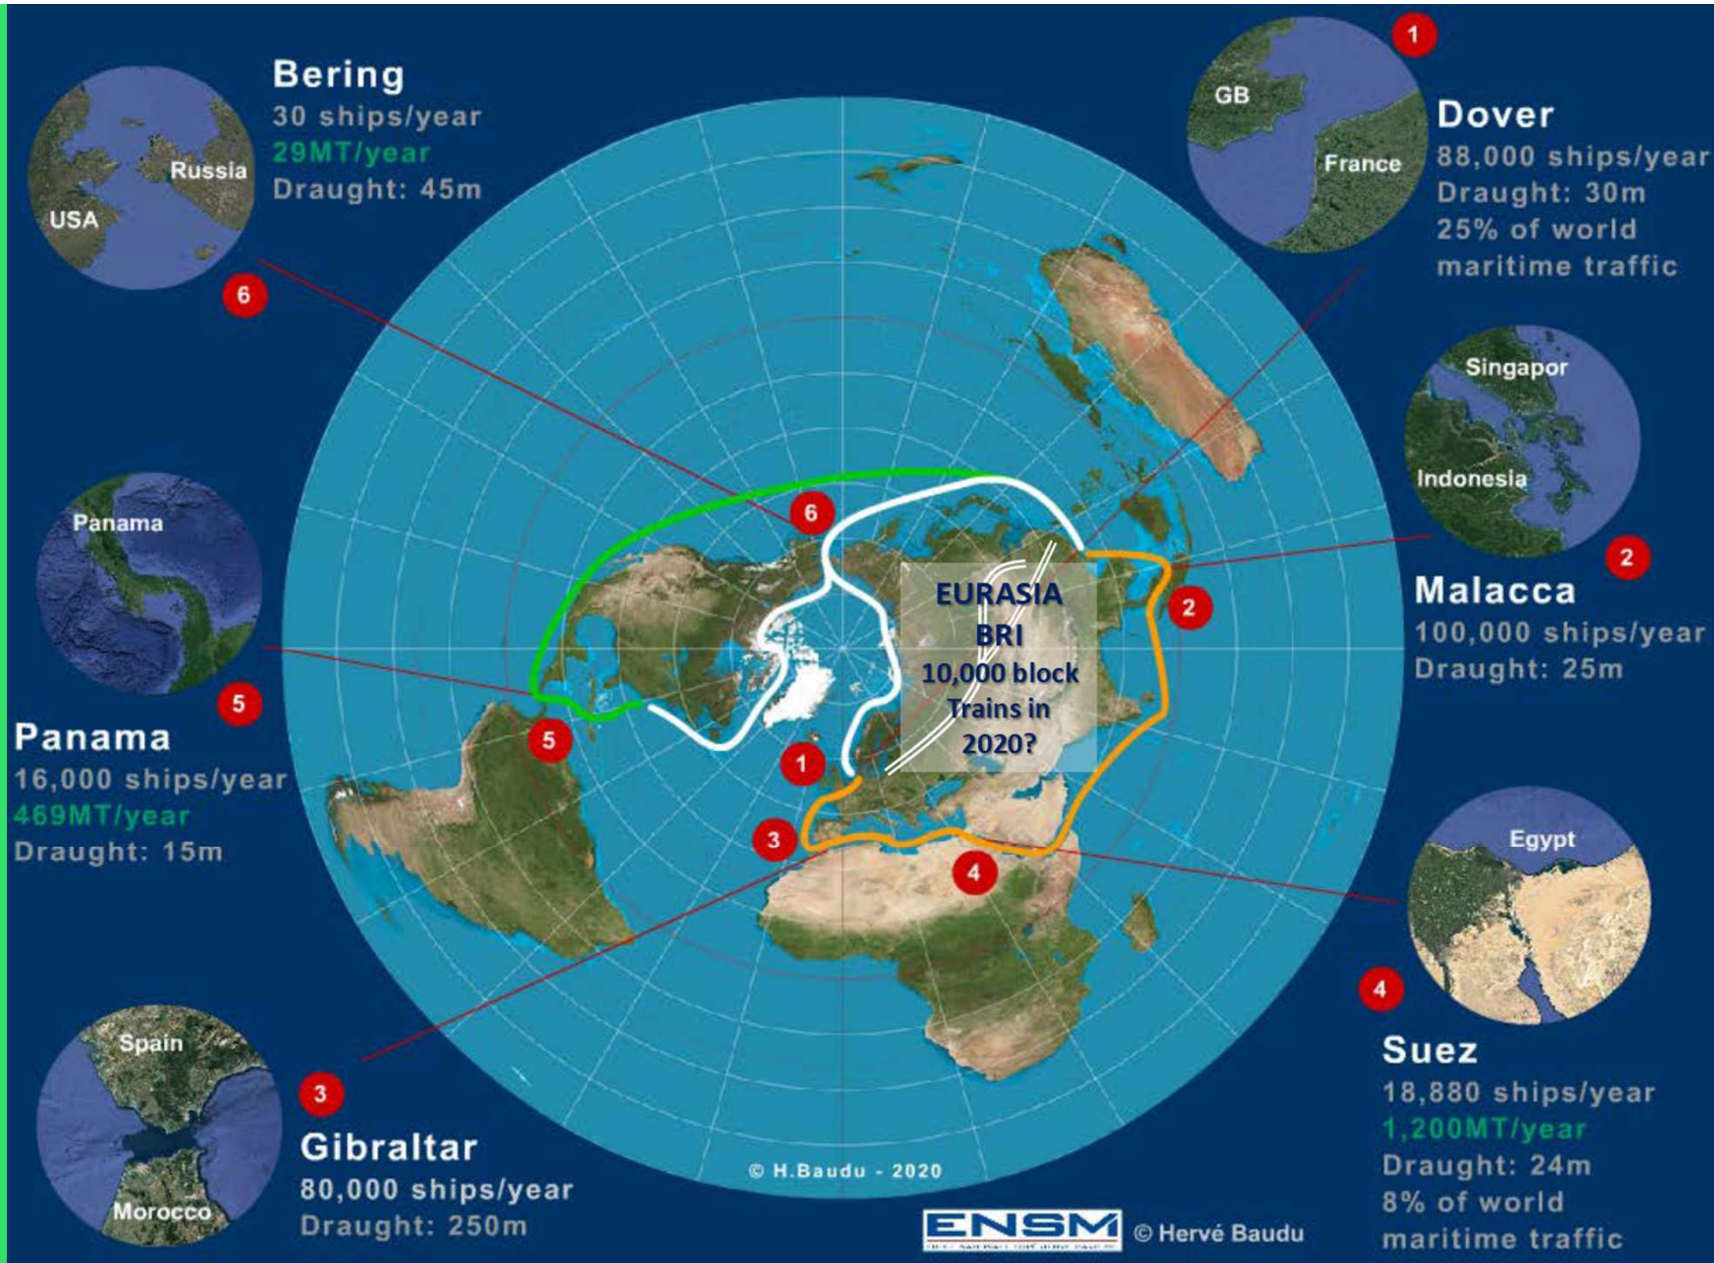 Bering
30 ships/year
29MT/year
Draught: 45m
Russia
USA
6
1
GB
France
Dover
88,000 ships/year
Draught: 30m
25% of world
maritime traffic
Singapor
Indonesia
2
Malacca
100,000 ships/year
Draught: 25m
Panama
5
Panama
16,000 ships/year
469MT/year
Draught: 15m
6
EURASIA
BRI
10,000 block
Trains in
2020?
2
5
1
3
4
Egypt
4
Suez
18,880 ships/year
1,200MT/year
Draught: 24m
8% of world
maritime traffic
Spain
Morocco
3
Gibraltar
80,000 ships/year
Draught: 250m
© H.Baudu - 2020
ENSM
© Hervé Baudu